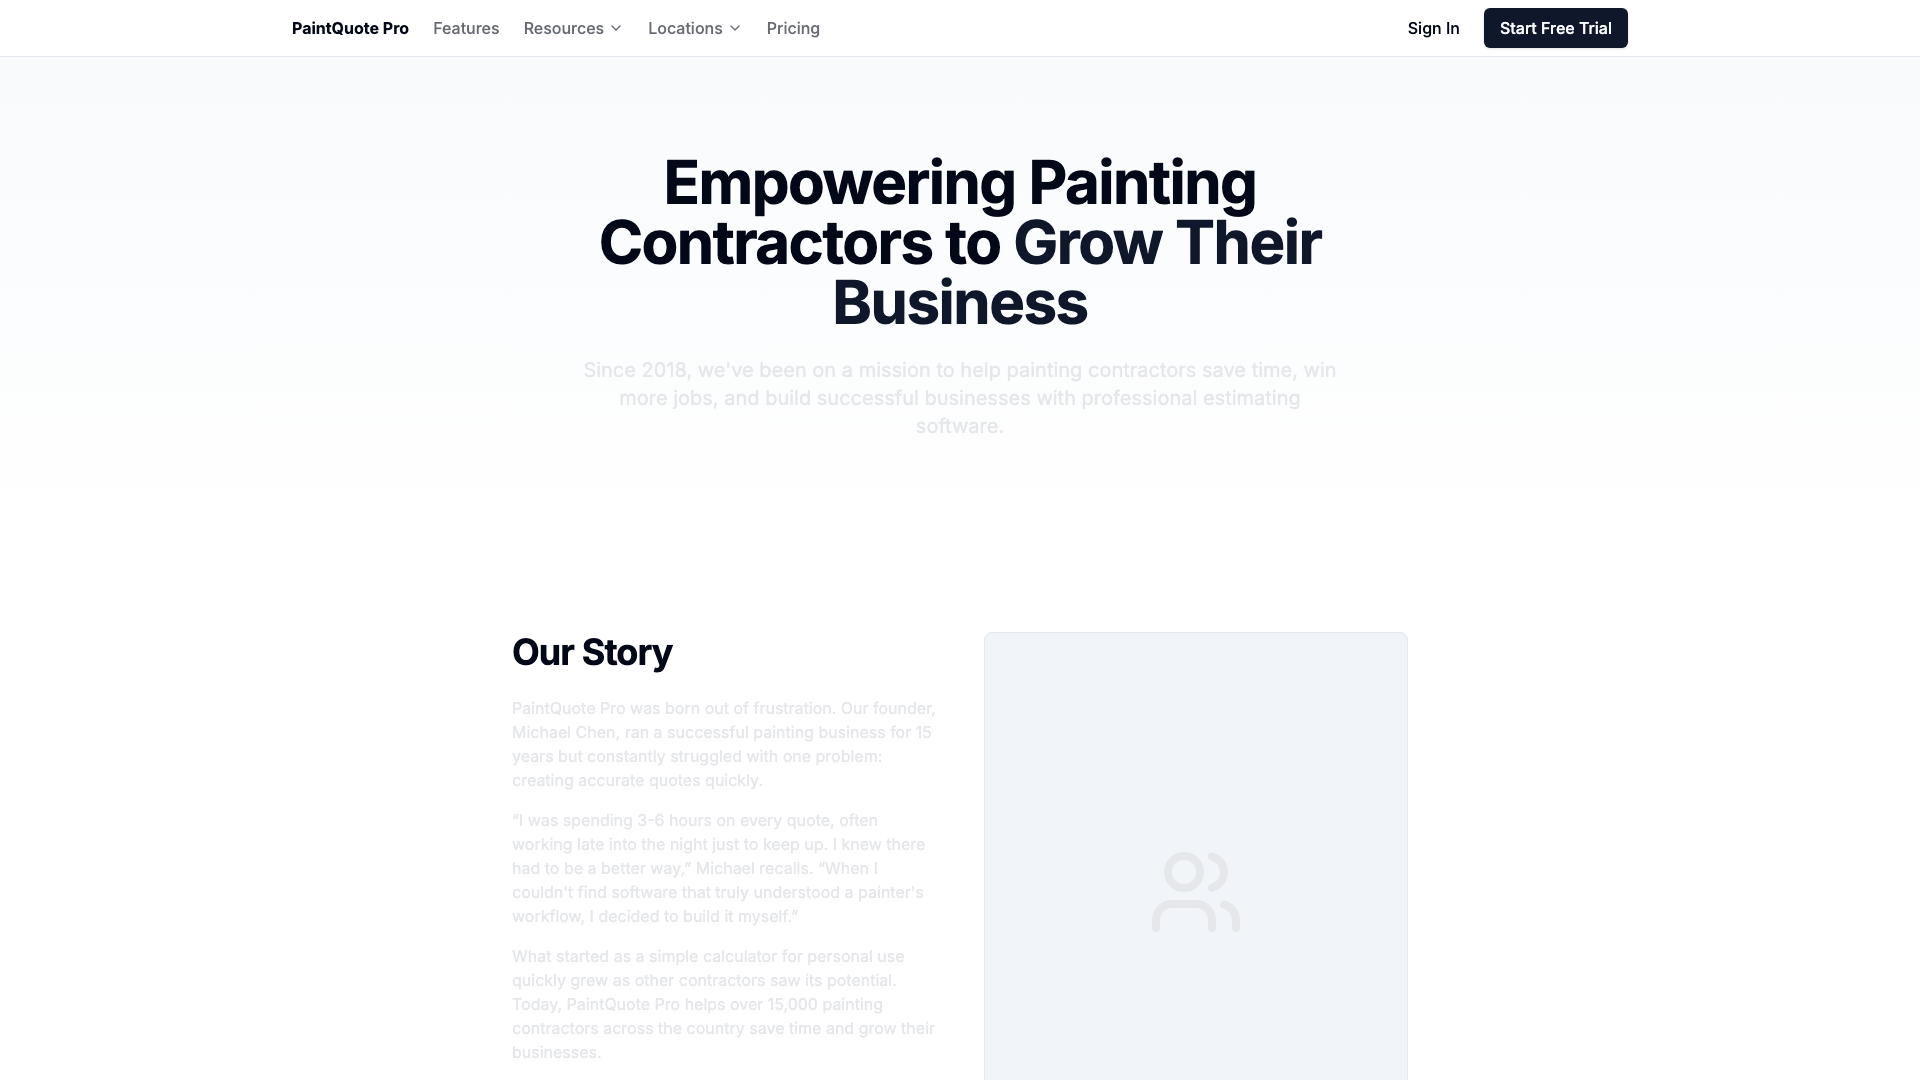 PaintQuote Pro
Features
Resources
Locations
Pricing
Sign In
Start Free Trial
Empowering Painting
Contractors to Grow Their
Business
Since 2018, we've been on a mission to help painting contractors save time, win
more jobs, and build successful businesses with professional estimating
software.
Our Story
PaintQuote Pro was born out of frustration. Our founder,
Michael Chen, ran a successful painting business for 15
years but constantly struggled with one problem:
creating accurate quotes quickly.
“I was spending 3-6 hours on every quote, often
working late into the night just to keep up. I knew there
had to be a better way,” Michael recalls. “When I
couldn't find software that truly understood a painter's
workflow, I decided to build it myself.”
What started as a simple calculator for personal use
quickly grew as other contractors saw its potential.
Today, PaintQuote Pro helps over 15,000 painting
contractors across the country save time and grow their
businesses.